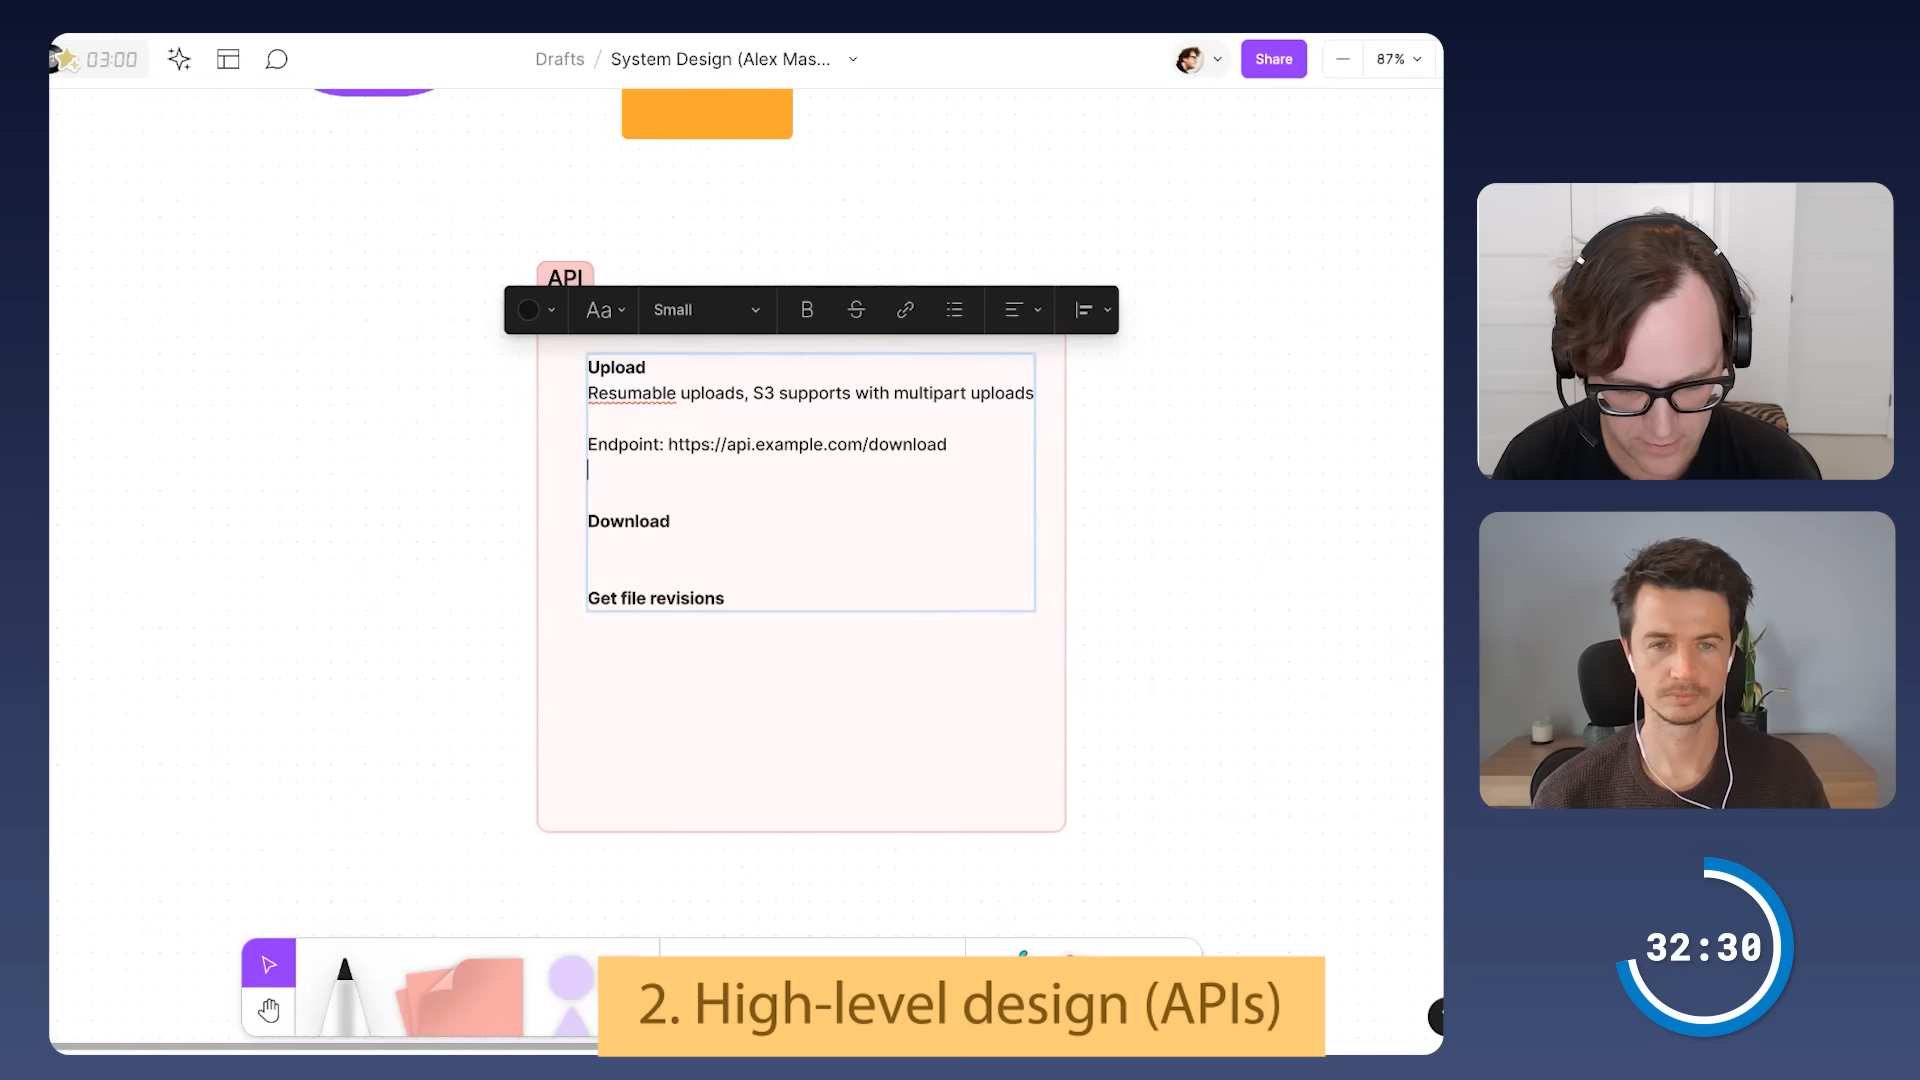 03:00
Drafts / System Design (Alex Mas...
Share
87%
API
Aa
Small
B
S
Upload
Resumable uploads, S3 supports with multipart uploads
Endpoint: https://api.example.com/download
Download
Get file revisions
32:30
2. High-level design (APIs)